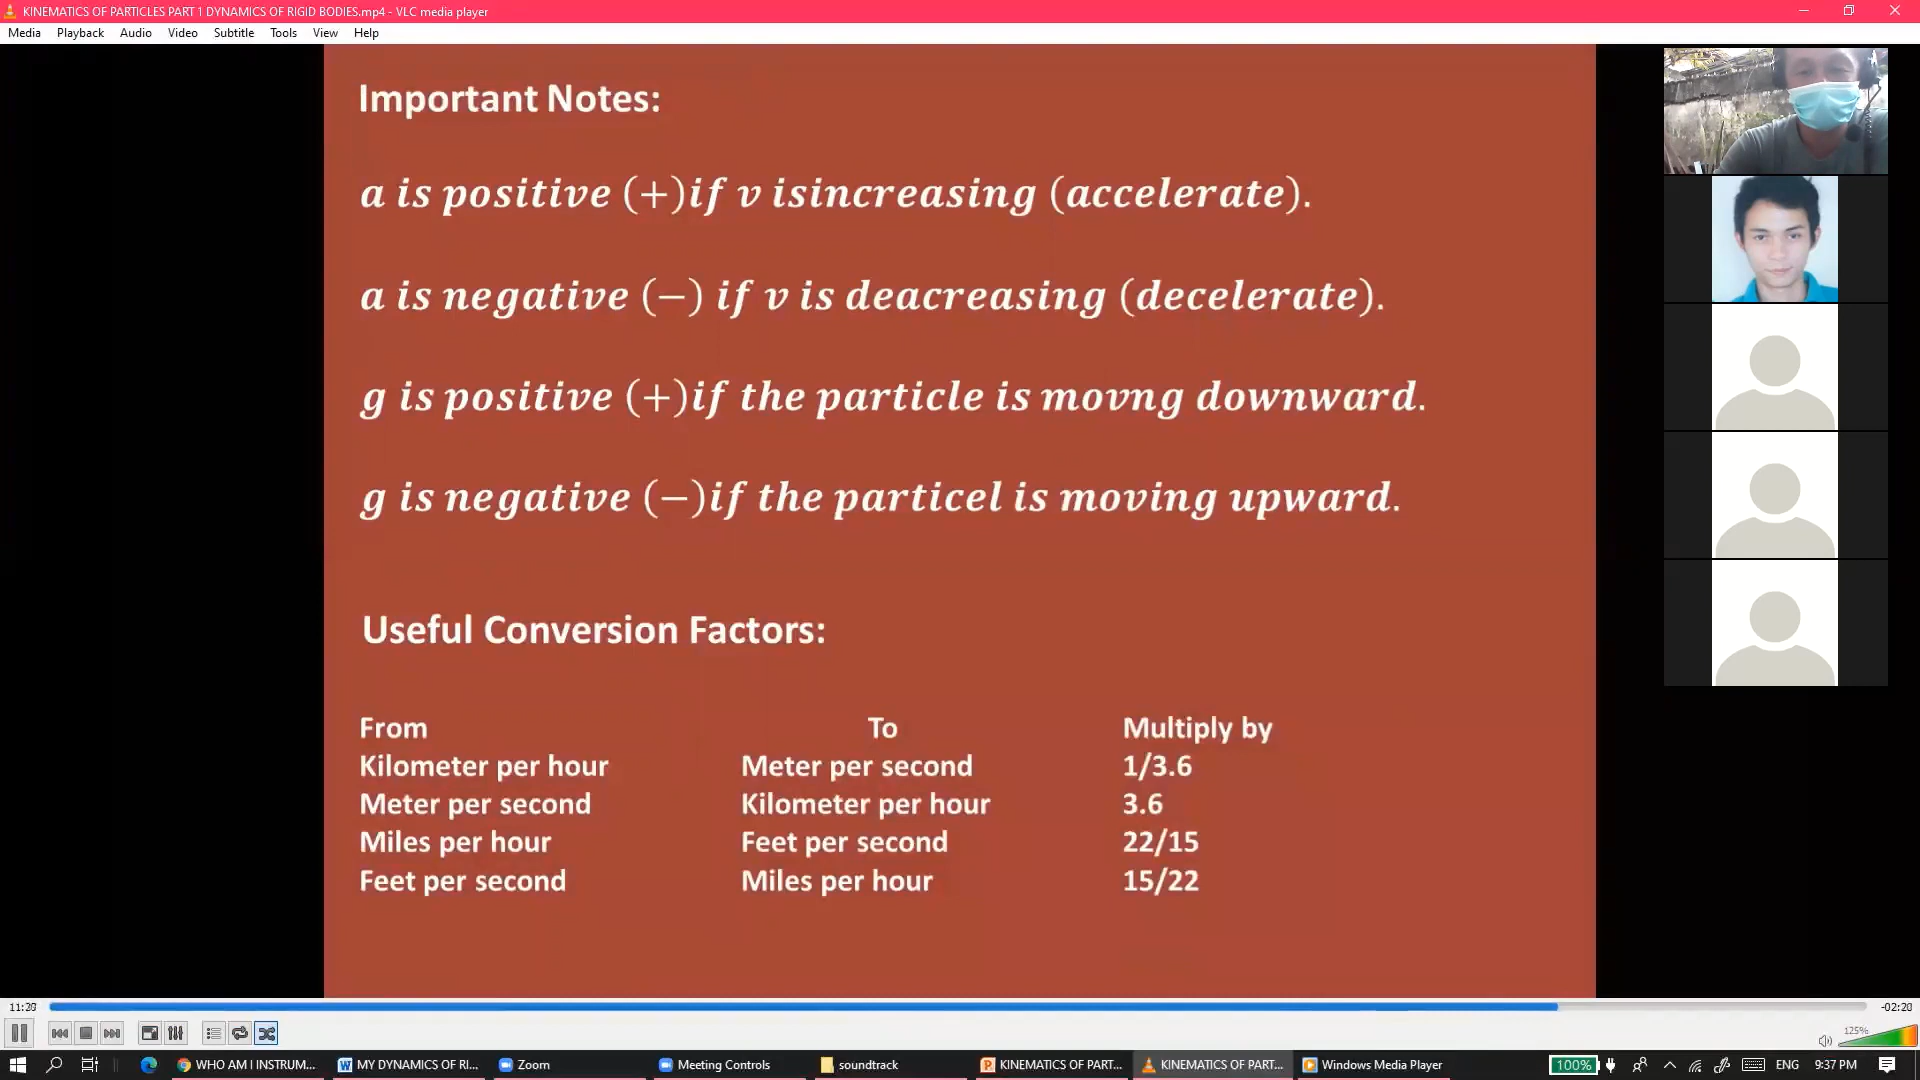 KINEMATICS OF PARTICLES PART 1 DYNAMICS OF RIGID BODIES.mp4 - VLC media player
Media Playback Audio Video Subtitle Tools View Help
Important Notes:
a is positive (+)if v isincreasing (accelerate).
a is negative (−) if v is deacreasing (decelerate).
g is positive (+)if the particle is movng downward.
g is negative (−)if the particel is moving upward.
Useful Conversion Factors:
From To Multiply by
Kilometer per hour Meter per second 1/3.6
Meter per second Kilometer per hour 3.6
Miles per hour Feet per second 22/15
Feet per second Miles per hour 15/22
-02:20
125%
WHO AM I INSTRUM... MY DYNAMICS OF RI... Zoom Meeting Controls soundtrack KINEMATICS OF PART... KINEMATICS OF PART... Windows Media Player 100% ENG 9:37 PM